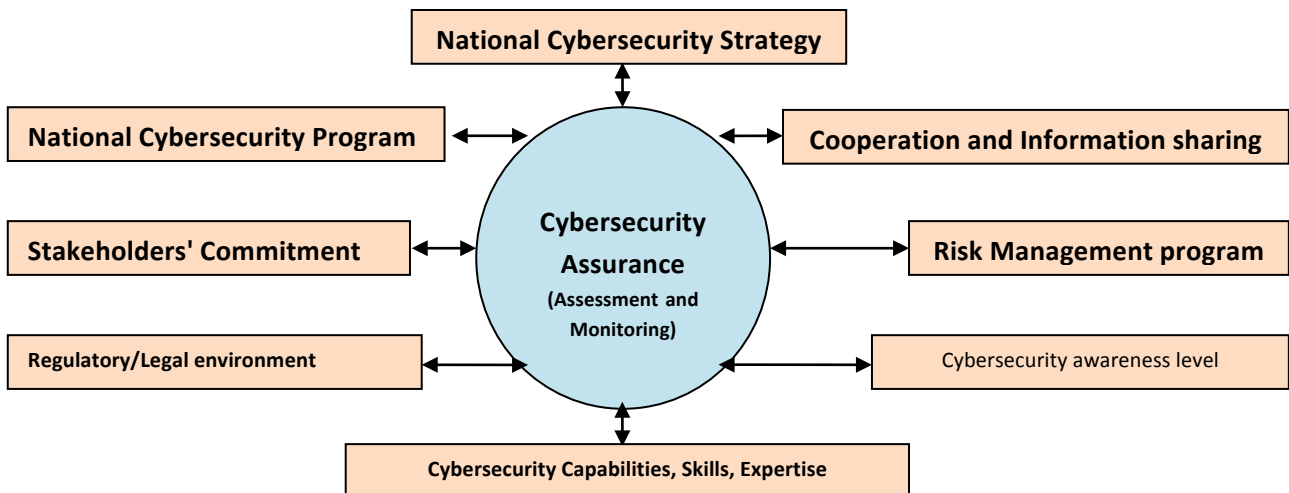 National Cybersecurity Strategy
National Cybersecurity Program
Cooperation and Information sharing
Cybersecurity
Assurance
(Assessment and
Monitoring)
Stakeholders' Commitment
Risk Management program
Regulatory/Legal environment
Cybersecurity awareness level
Cybersecurity Capabilities, Skills, Expertise